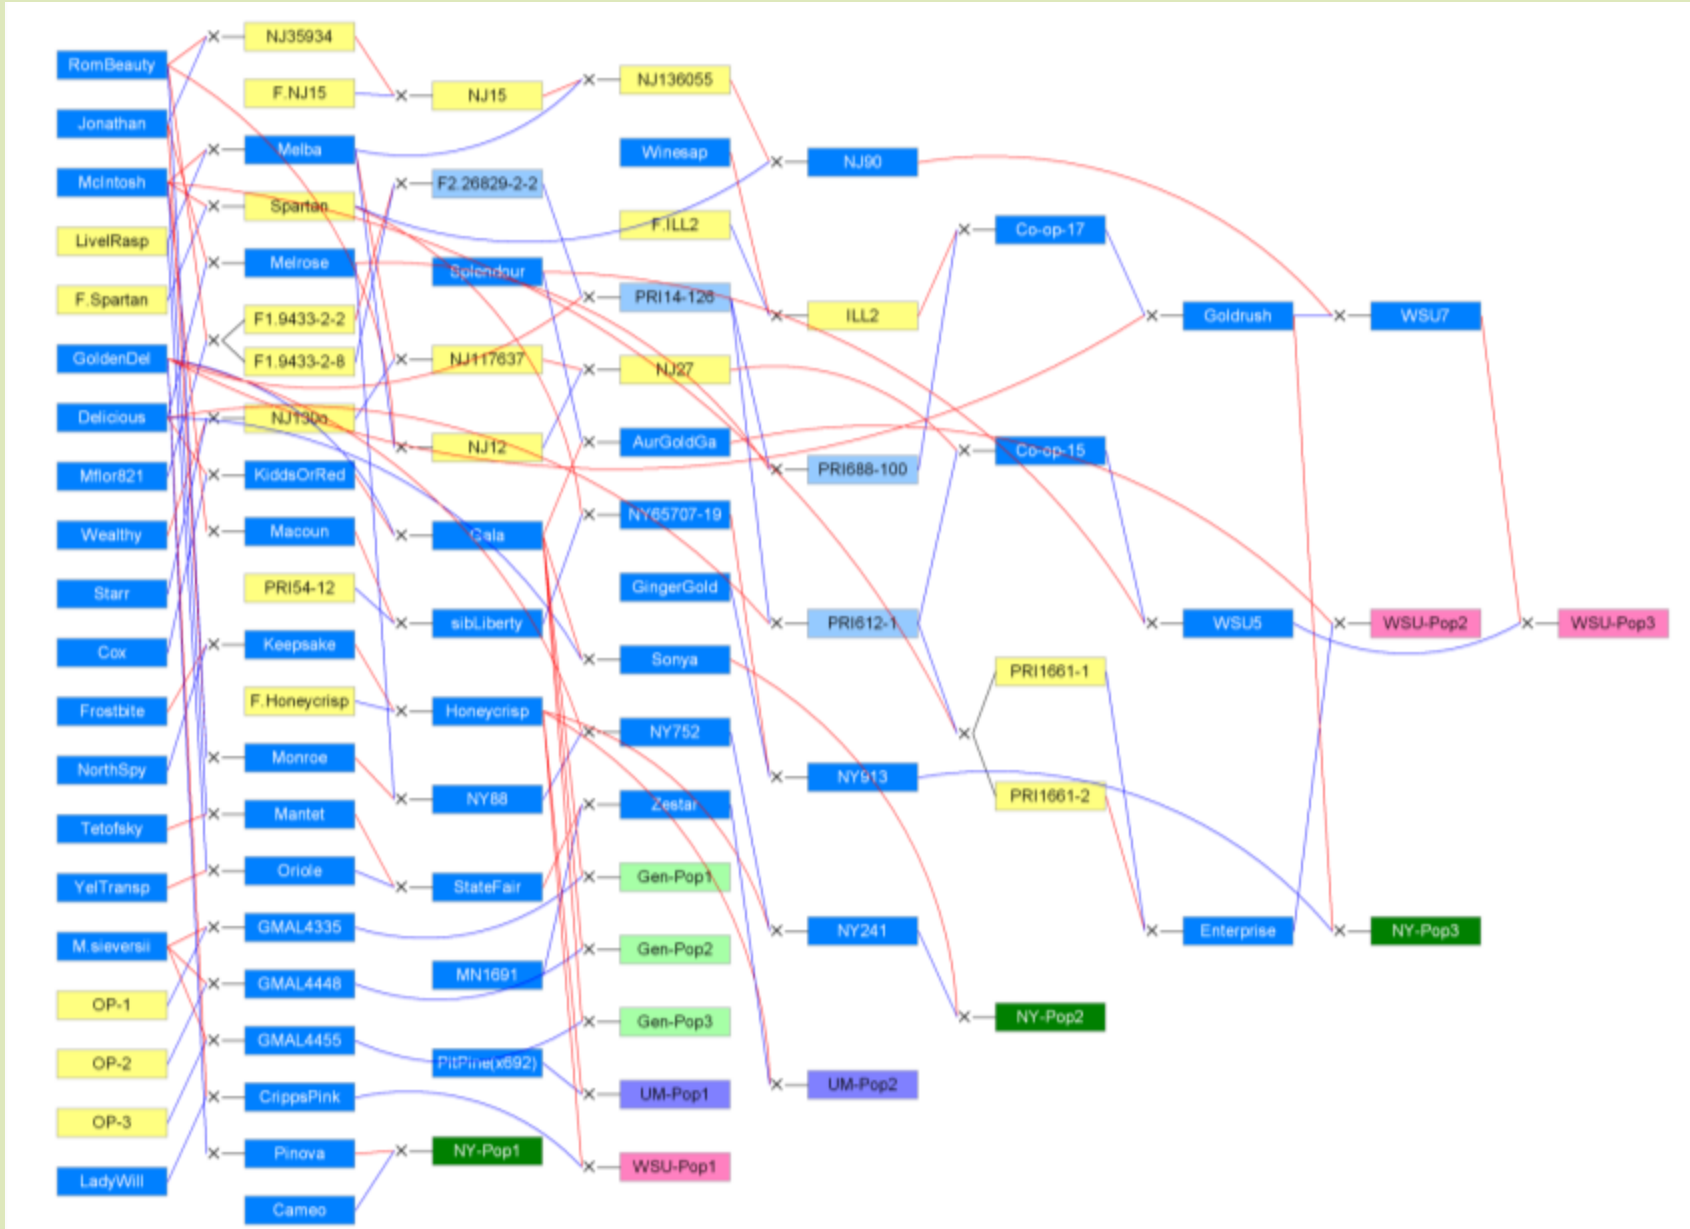 RomBeauty
Jonathan
McIntosh
LivelRasp
F.Spartan
GoldenDel
Delicious
Mflor821
Wealthy
Starr
Cox
Frostbite
NorthSpy
Tetofsky
YelTransp
M.sieversii
OP-1
OP-2
OP-3
LadyWill
NJ35934
F.NJ15
Melba
Spartan
Melrose
F1.9433-2-2
F1.9433-2-8
NJ130n
KiddsOrRed
Macoun
PRI54-12
Keepsake
F.Honeycrisp
Monroe
Mantet
Oriole
GMAL4335
GMAL4448
GMAL4455
CrippsPink
Pinova
Cameo
NJ15
F2.26829-2-2
Splendour
NJ117637
NJ12
Gala
sibLiberty
Honeycrisp
NY88
StateFair
MN1691
PitPine(x692)
NY-Pop1
NJ136055
Winesap
F.ILL2
PRI14-126
NJ27
AurGoldGa
NY65707-19
GingerGold
Sonya
NY752
Zestar
Gen-Pop1
Gen-Pop2
Gen-Pop3
UM-Pop1
WSU-Pop1
NJ90
ILL2
PRI688-100
PRI612-1
NY913
NY241
UM-Pop2
Co-op-17
Co-op-15
PRI1661-1
PRI1661-2
NY-Pop2
Goldrush
WSU5
Enterprise
WSU7
WSU-Pop2
NY-Pop3
WSU-Pop3